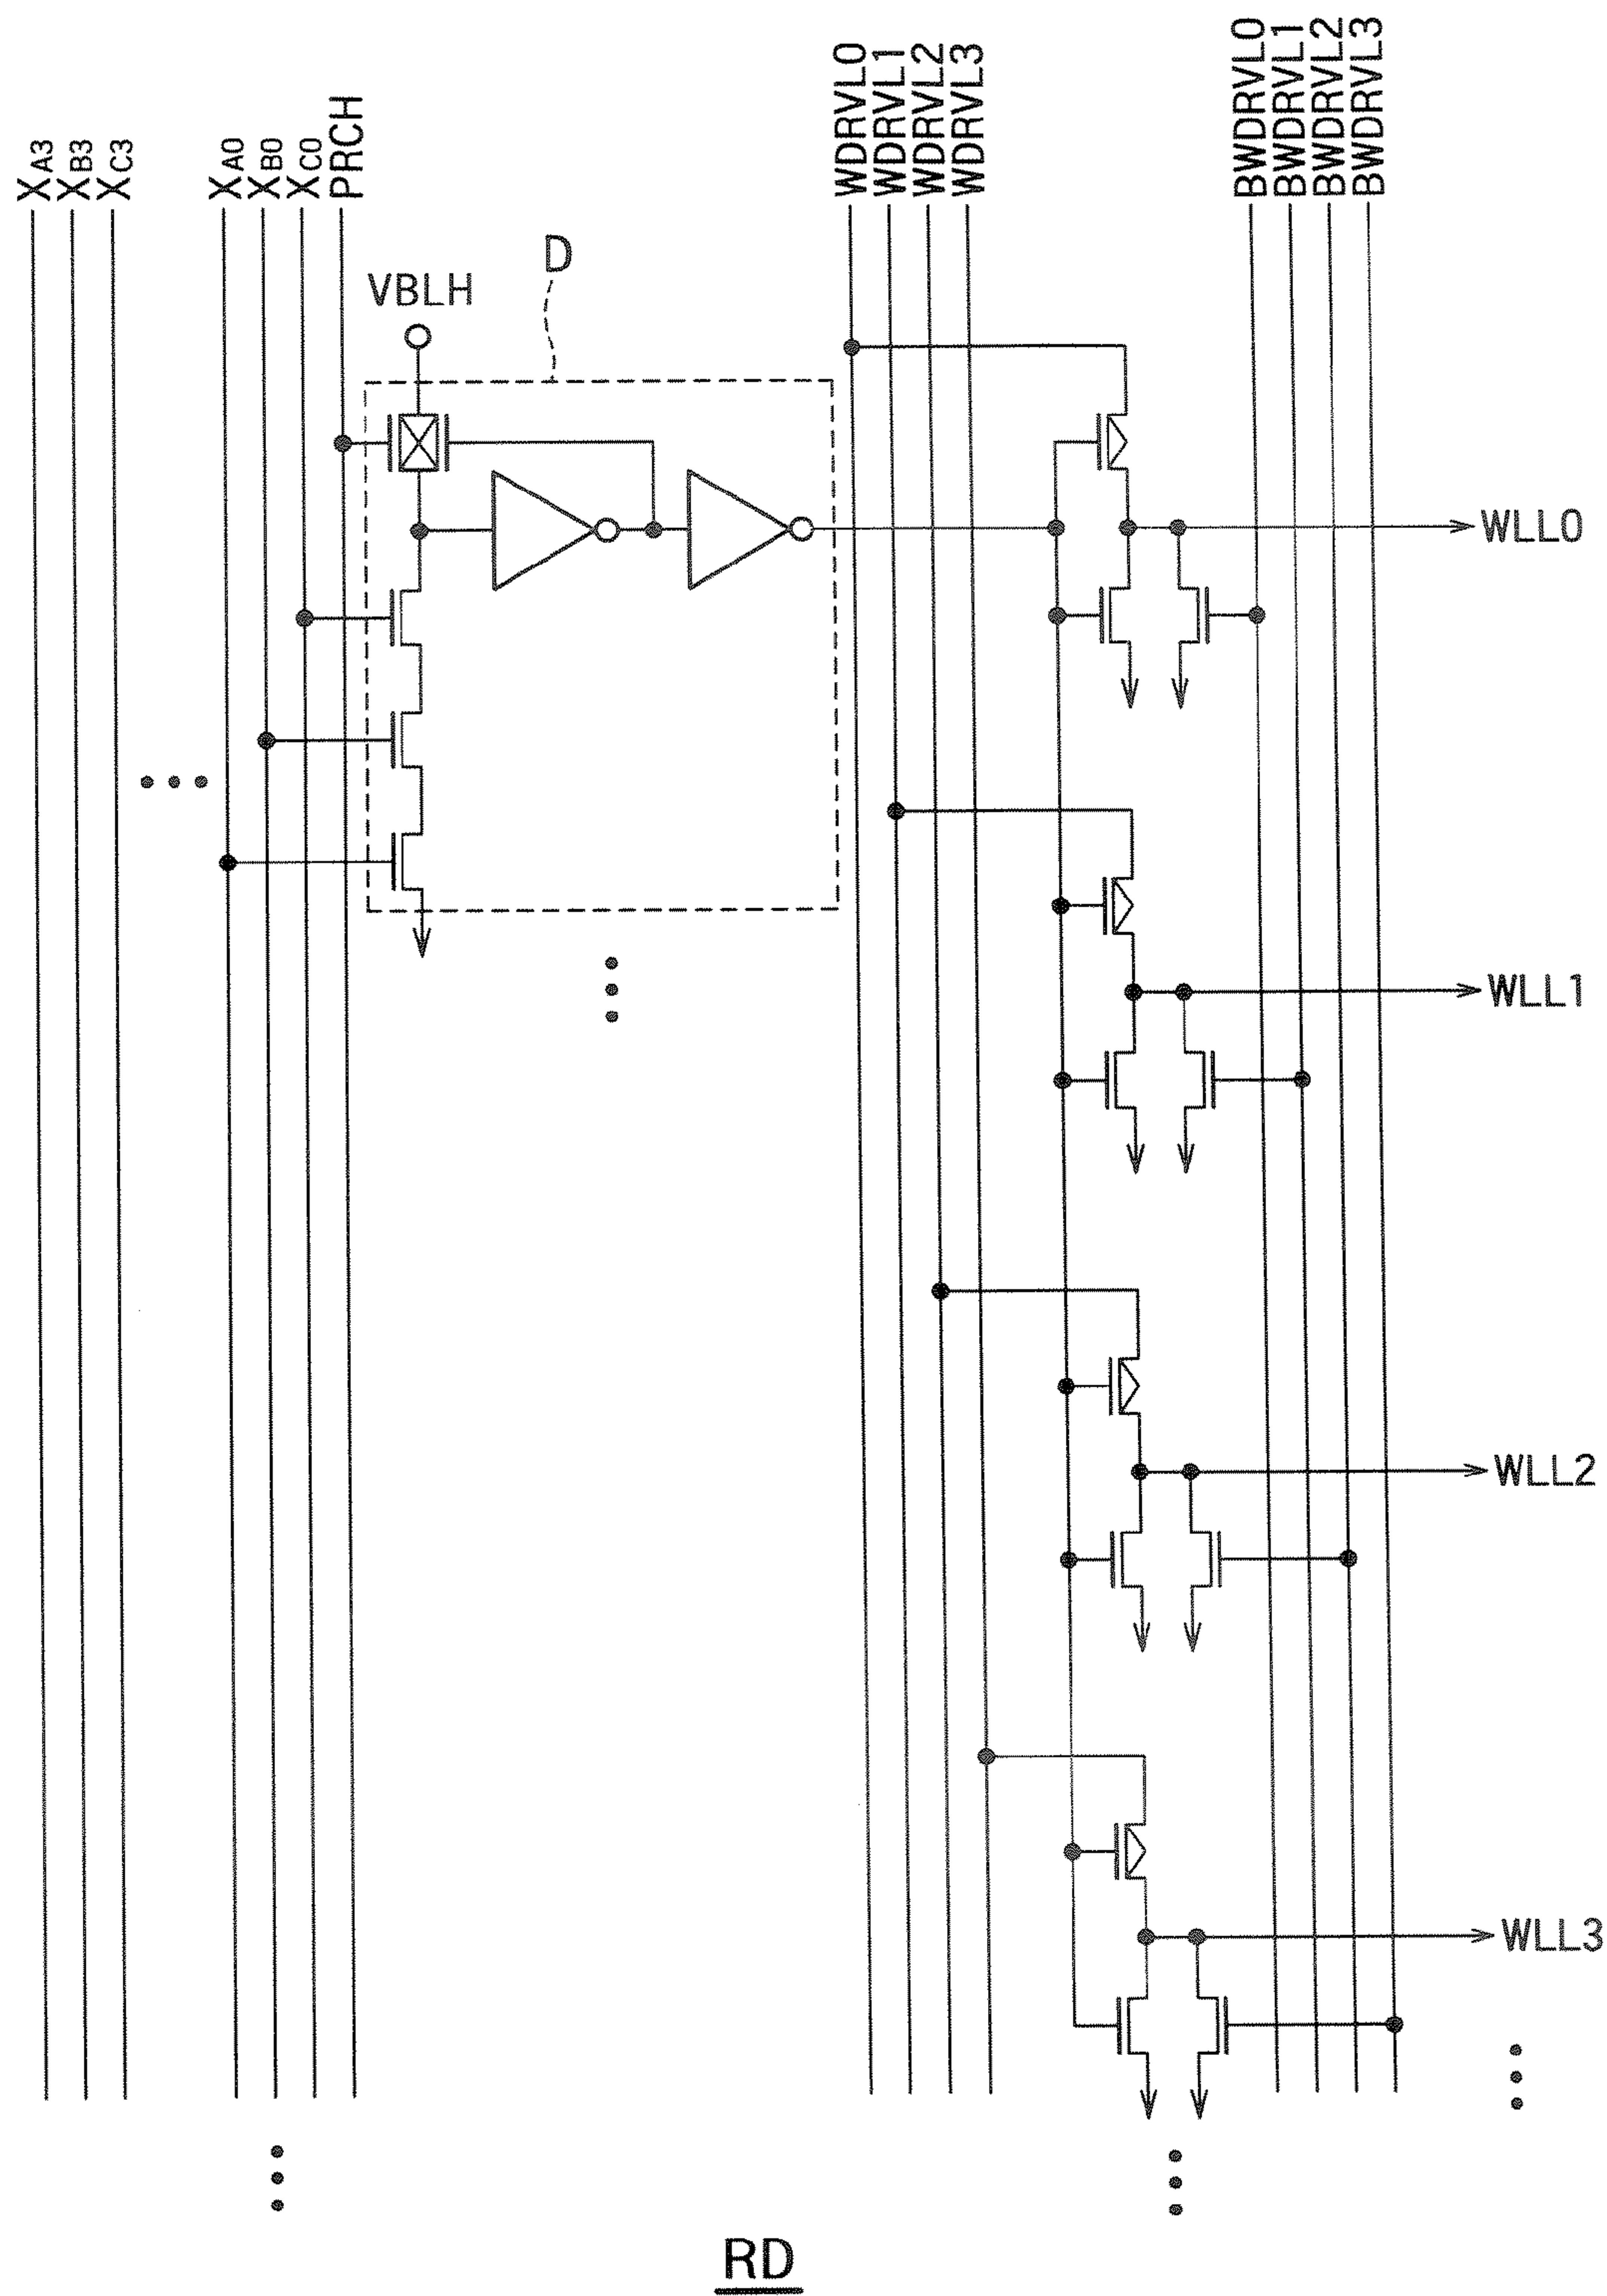 XA3
XB3
XC3
XA0
XB0
XC0
PRCH
WDRVL0
WDRVL1
WDRVL2
WDRVL3
BWDRVL0
BWDRVL1
BWDRVL2
BWDRVL3
D
VBLH
WLL0
WLL1
WLL2
WLL3
RD